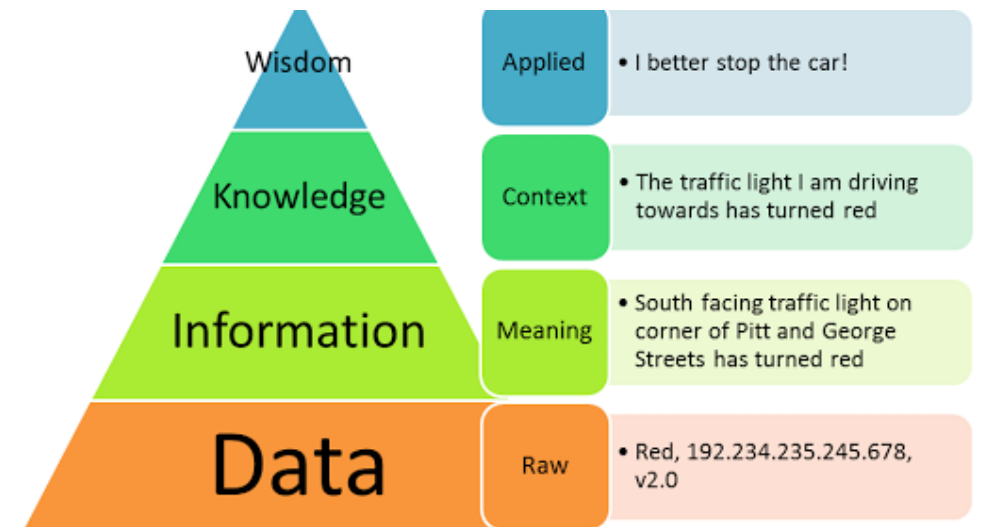 Wisdom
Applied
• I better stop the car!
Knowledge
Context
• The traffic light I am driving
towards has turned red
Information
Meaning
• South facing traffic light on
corner of Pitt and George
Streets has turned red
Data
Raw
• Red, 192.234.235.245.678,
v2.0